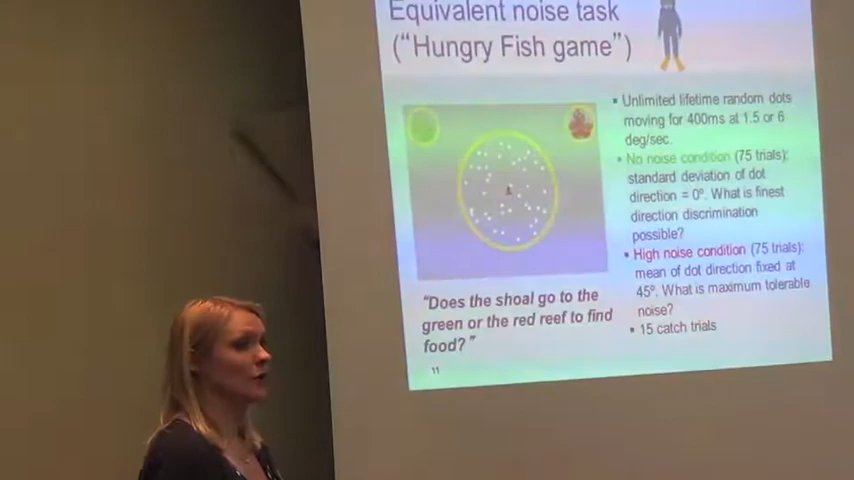 Equivalent noise task
("Hungry Fish game")
▪ Unlimited lifetime random dots
moving for 400ms at 1.5 or 6
deg/sec.
▪ No noise condition (75 trials):
standard deviation of dot
direction = 0º. What is finest
direction discrimination
possible?
▪ High noise condition (75 trials):
mean of dot direction fixed at
45º. What is maximum tolerable
noise?
▪ 15 catch trials
"Does the shoal go to the
green or the red reef to find
food?"
11